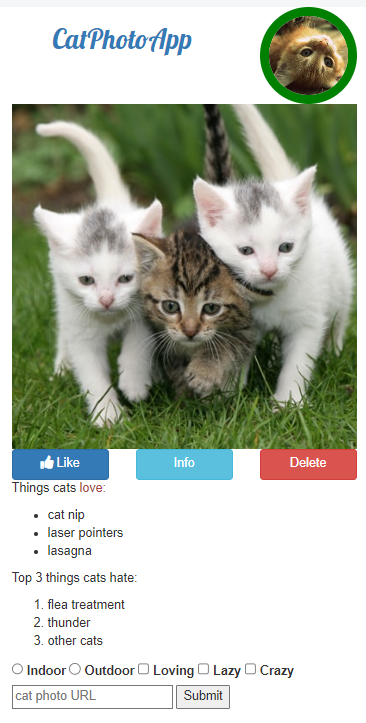 CatPhotoApp
Like Info Delete
Things cats love:
cat nip
laser pointers
lasagna
Top 3 things cats hate:
1. flea treatment
2. thunder
3. other cats
Indoor Outdoor Loving Lazy Crazy
cat photo URL Submit